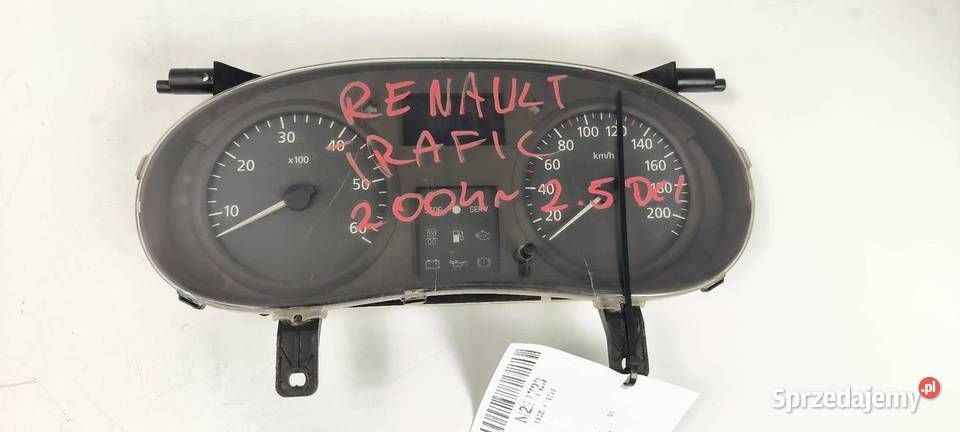 RENAULT
TRAFIC
2004r 2.5 Dci
10 20 30 40 50 60
x100
20 40 60 80 100 120 140 160 180 200
km/h
STOP SERV
Sprzedajemy.pl